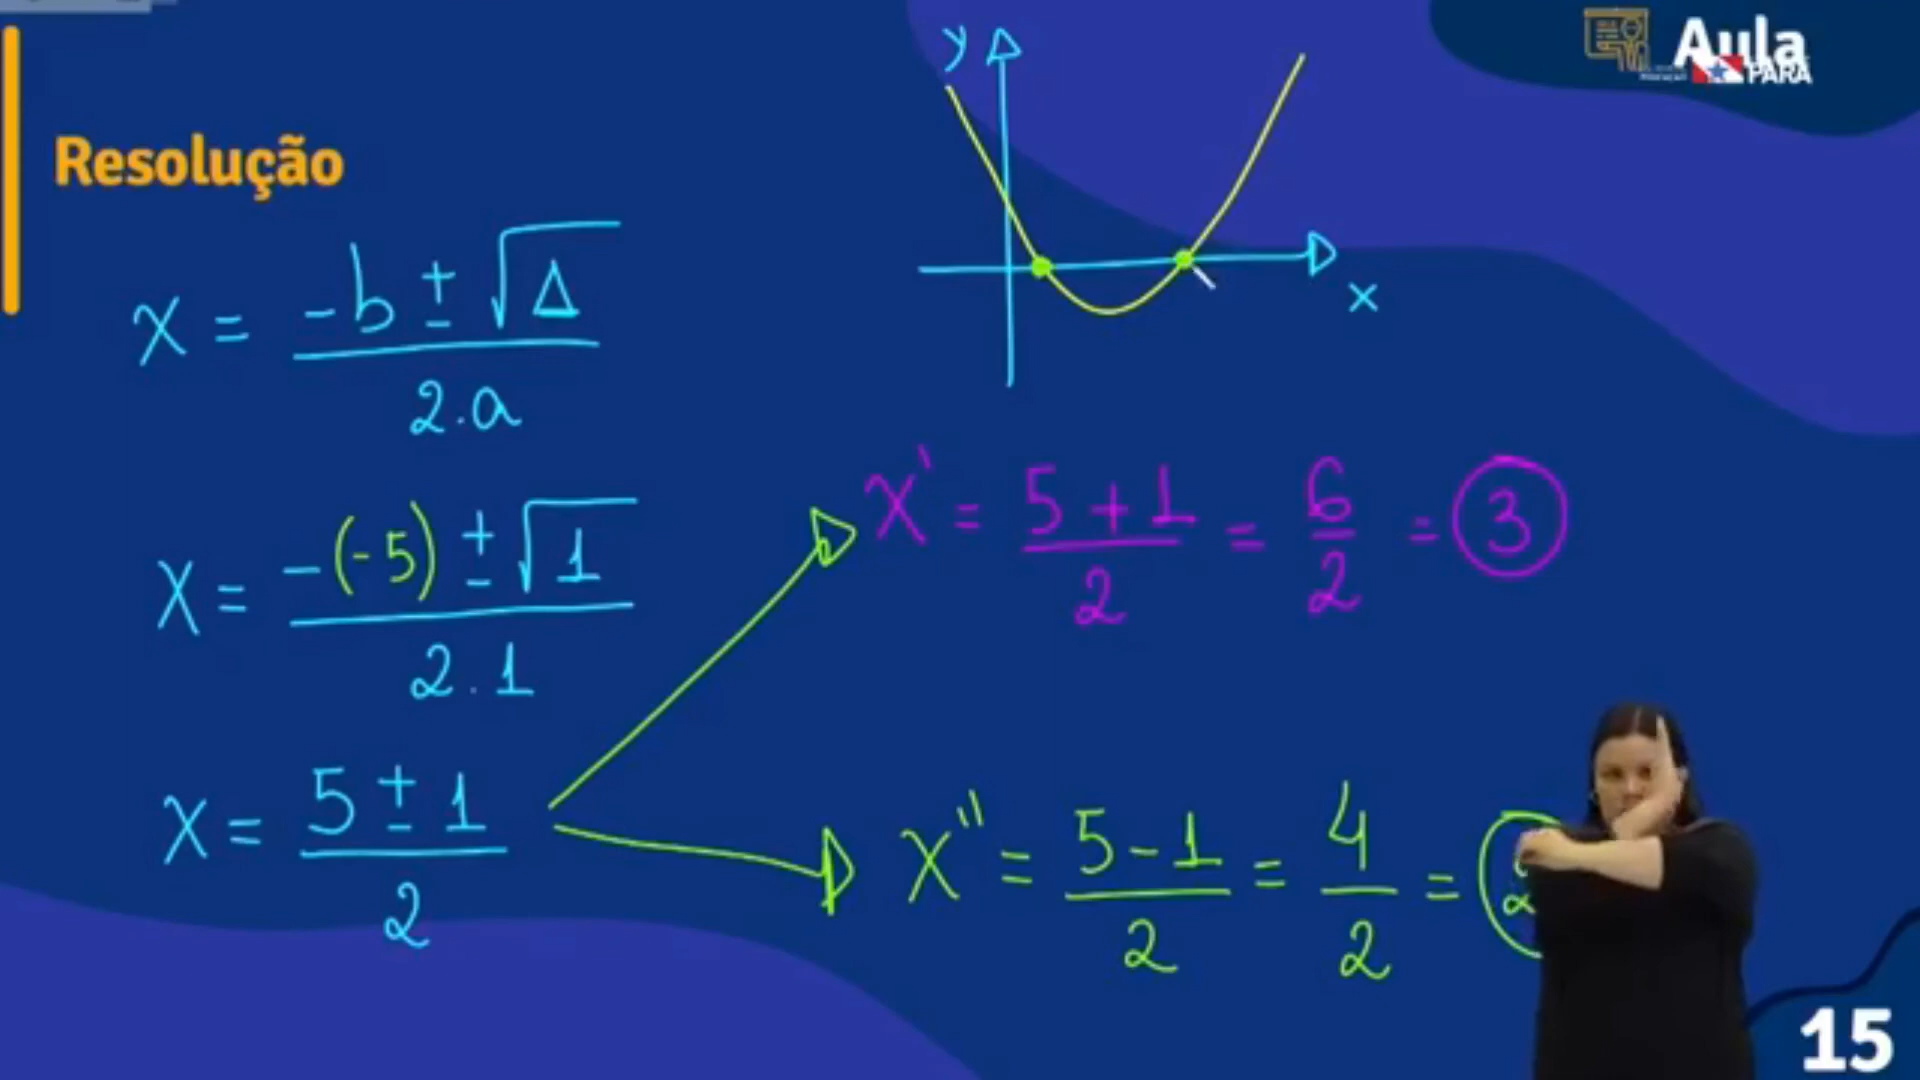 Aula
PARÁ
Resolução
y
x
X = -b ± √Δ / 2.a
X = -(-5) ± √1 / 2.1
X = 5 ± 1 / 2
X' = 5+1 / 2 = 6 / 2 = 3
X'' = 5-1 / 2 = 4 / 2 =
15